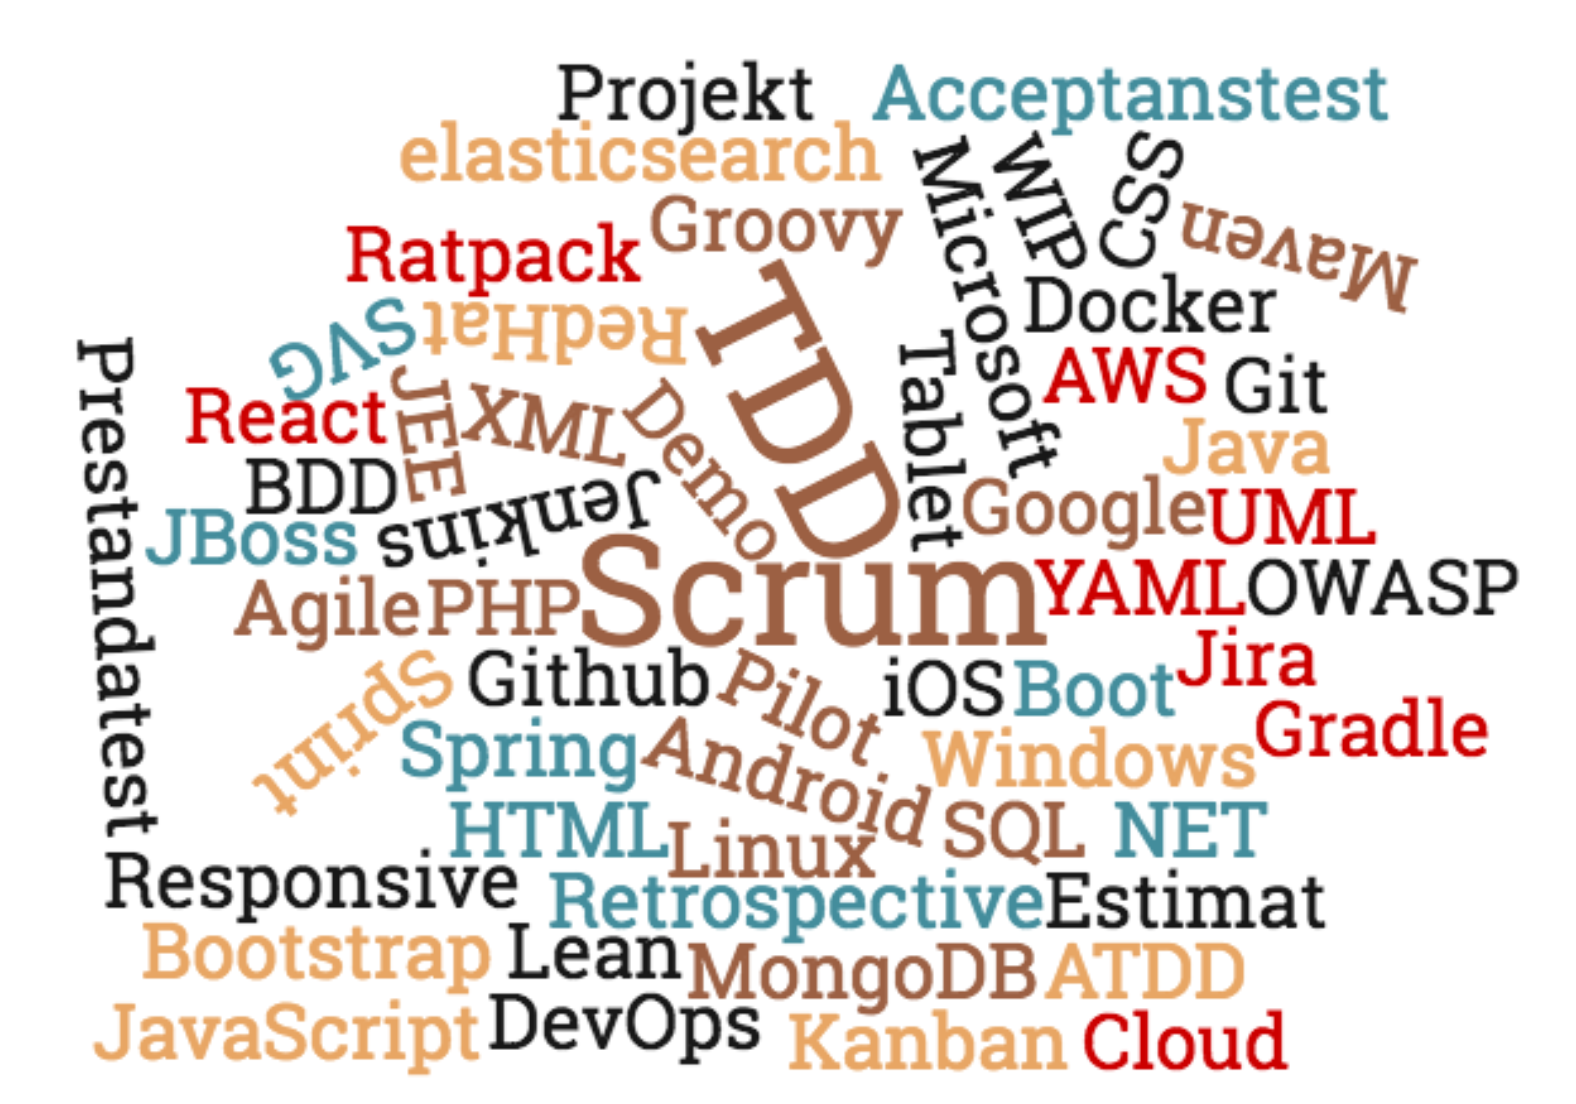 Projekt
Acceptanstest
elasticsearch
Microsoft
WIP
CSS
Maven
Groovy
Ratpack
RedHat
SVG
TDD
Docker
Prestandatest
React
JEE
XML
Demo
Tablet
AWS
Git
Java
BDD
Jenkins
Google
UML
JBoss
Agile
PHP
Scrum
YAML
OWASP
Sprint
Github
Pilot
iOS
Boot
Jira
Spring
Android
Windows
Gradle
HTML
Linux
SQL
NET
Responsive
Retrospective
Estimat
Bootstrap
Lean
MongoDB
ATDD
JavaScript
DevOps
Kanban
Cloud